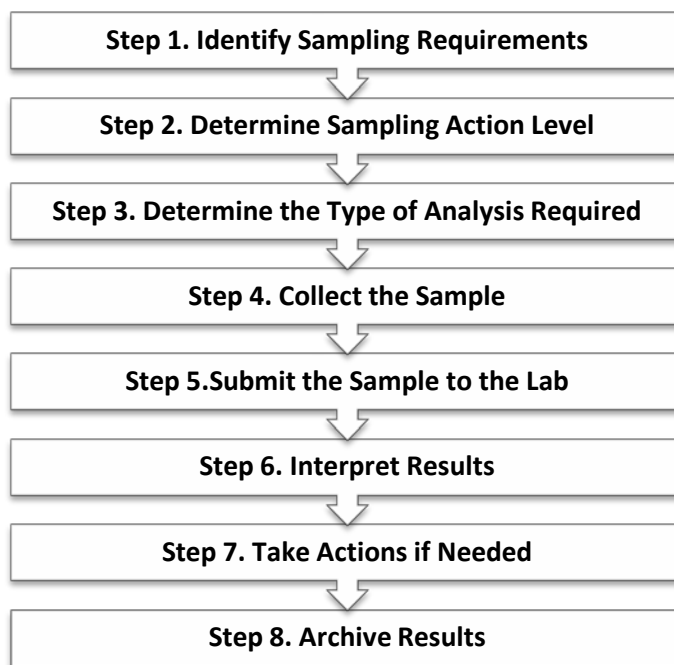 Step 1. Identify Sampling Requirements
Step 2. Determine Sampling Action Level
Step 3. Determine the Type of Analysis Required
Step 4. Collect the Sample
Step 5.Submit the Sample to the Lab
Step 6. Interpret Results
Step 7. Take Actions if Needed
Step 8. Archive Results